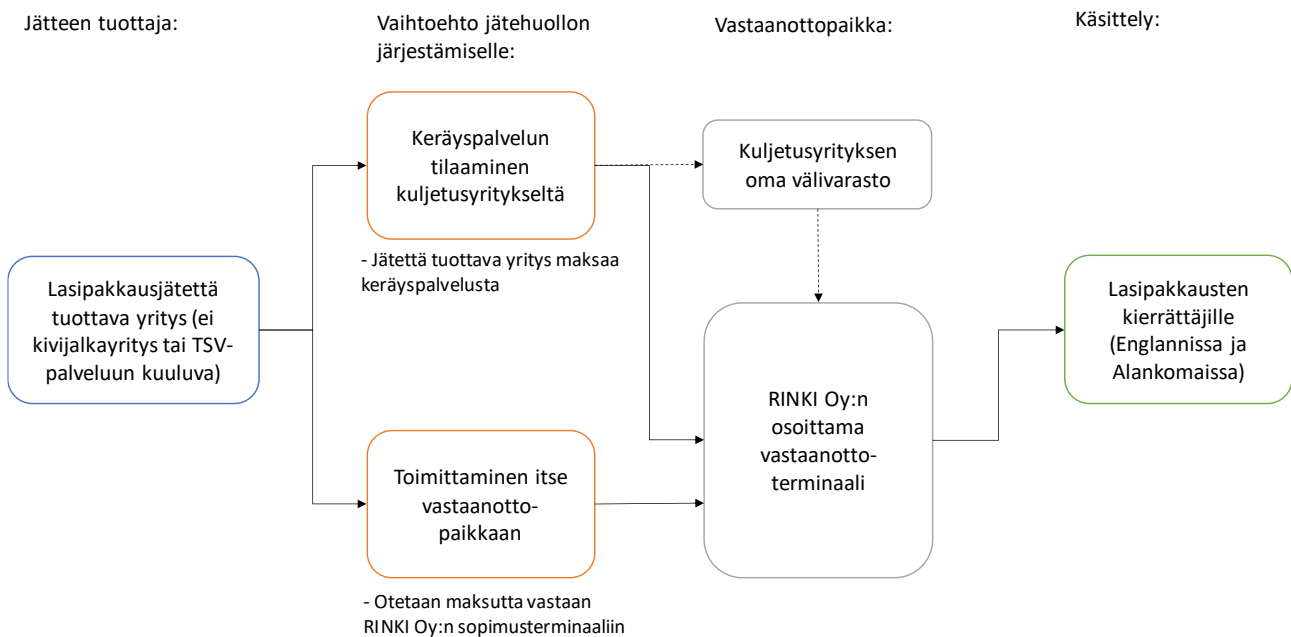 Jätteen tuottaja:
Vaihtoehto jätehuollon
järjestämiselle:
Vastaanottopaikka:
Käsittely:
Keräyspalvelun
tilaaminen
kuljetusyritykseltä
Kuljetusyrityksen
oma välivarasto
- Jätettä tuottava yritys maksaa
keräyspalvelusta
Lasipakkausjätettä
tuottava yritys (ei
kivijalkayritys tai TSV-
palveluun kuuluva)
Lasipakkausten
kierrättäjille
(Englannissa ja
Alankomaissa)
RINKI Oy:n
osoittama
vastaanotto-
terminaali
Toimittaminen itse
vastaanotto-
paikkaan
- Otetaan maksutta vastaan
RINKI Oy:n sopimusterminaaliin